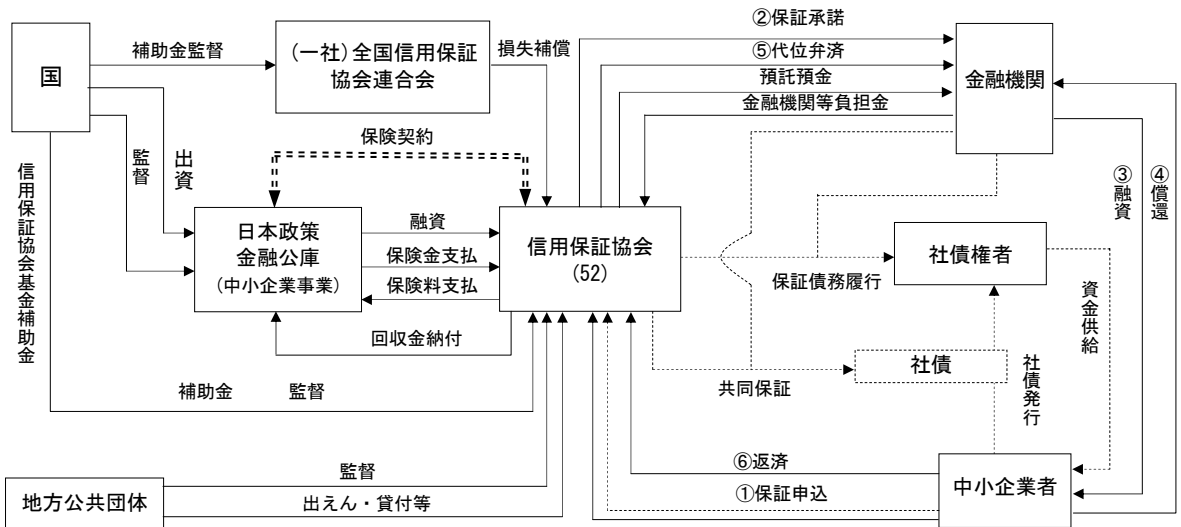 国
補助金監督
(一社)全国信用保証
協会連合会
損失補償
②保証承諾
⑤代位弁済
預託預金
金融機関等負担金
金融機関
保険契約
信用保証協会基金補助金
監督
出資
③融資
④償還
日本政策
金融公庫
(中小企業事業)
融資
保険金支払
保険料支払
回収金納付
信用保証協会
(52)
保証債務履行
社債権者
資金供給
共同保証
社債
社債発行
補助金
監督
地方公共団体
監督
出えん・貸付等
⑥返済
①保証申込
中小企業者